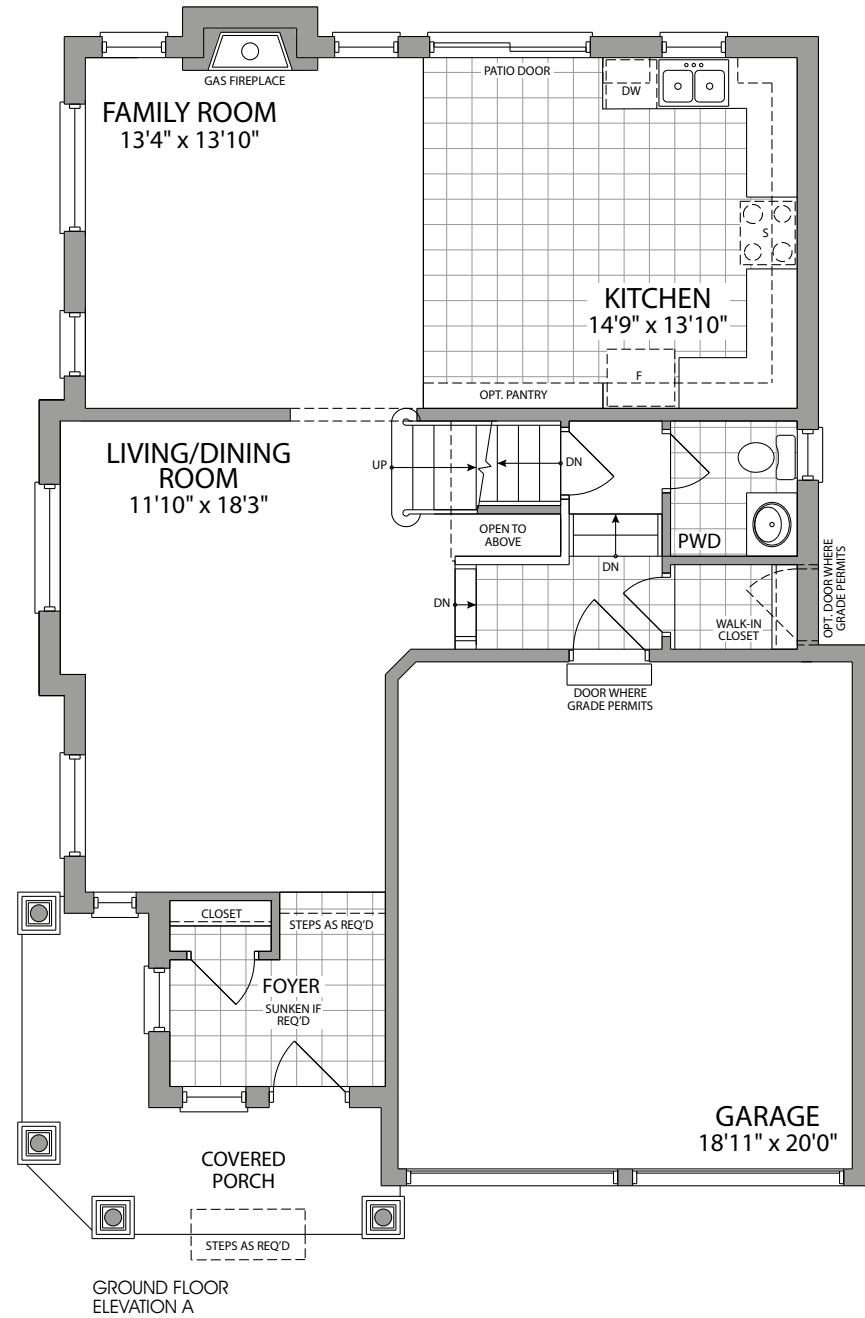 GAS FIREPLACE
PATIO DOOR
DW
FAMILY ROOM
13'4" x 13'10"
S
KITCHEN
14'9" x 13'10"
F
OPT. PANTRY
LIVING/DINING
ROOM
11'10" x 18'3"
UP
DN
OPEN TO
ABOVE
PWD
DN
DN
WALK-IN
CLOSET
OPT. DOOR WHERE
GRADE PERMITS
DOOR WHERE
GRADE PERMITS
CLOSET
STEPS AS REQ'D
FOYER
SUNKEN IF
REQ'D
GARAGE
18'11" x 20'0"
COVERED
PORCH
STEPS AS REQ'D
GROUND FLOOR
ELEVATION A